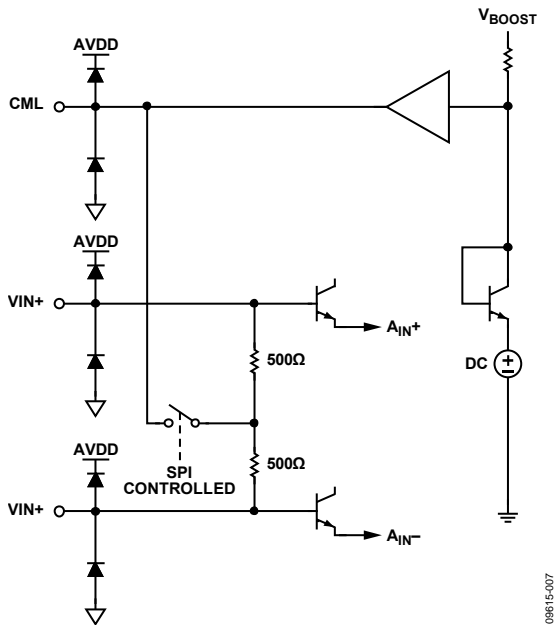 V_BOOST
AVDD
CML
AVDD
VIN+
A_IN+
500Ω
DC
SPI
CONTROLLED
500Ω
AVDD
VIN+
A_IN−
09615-007